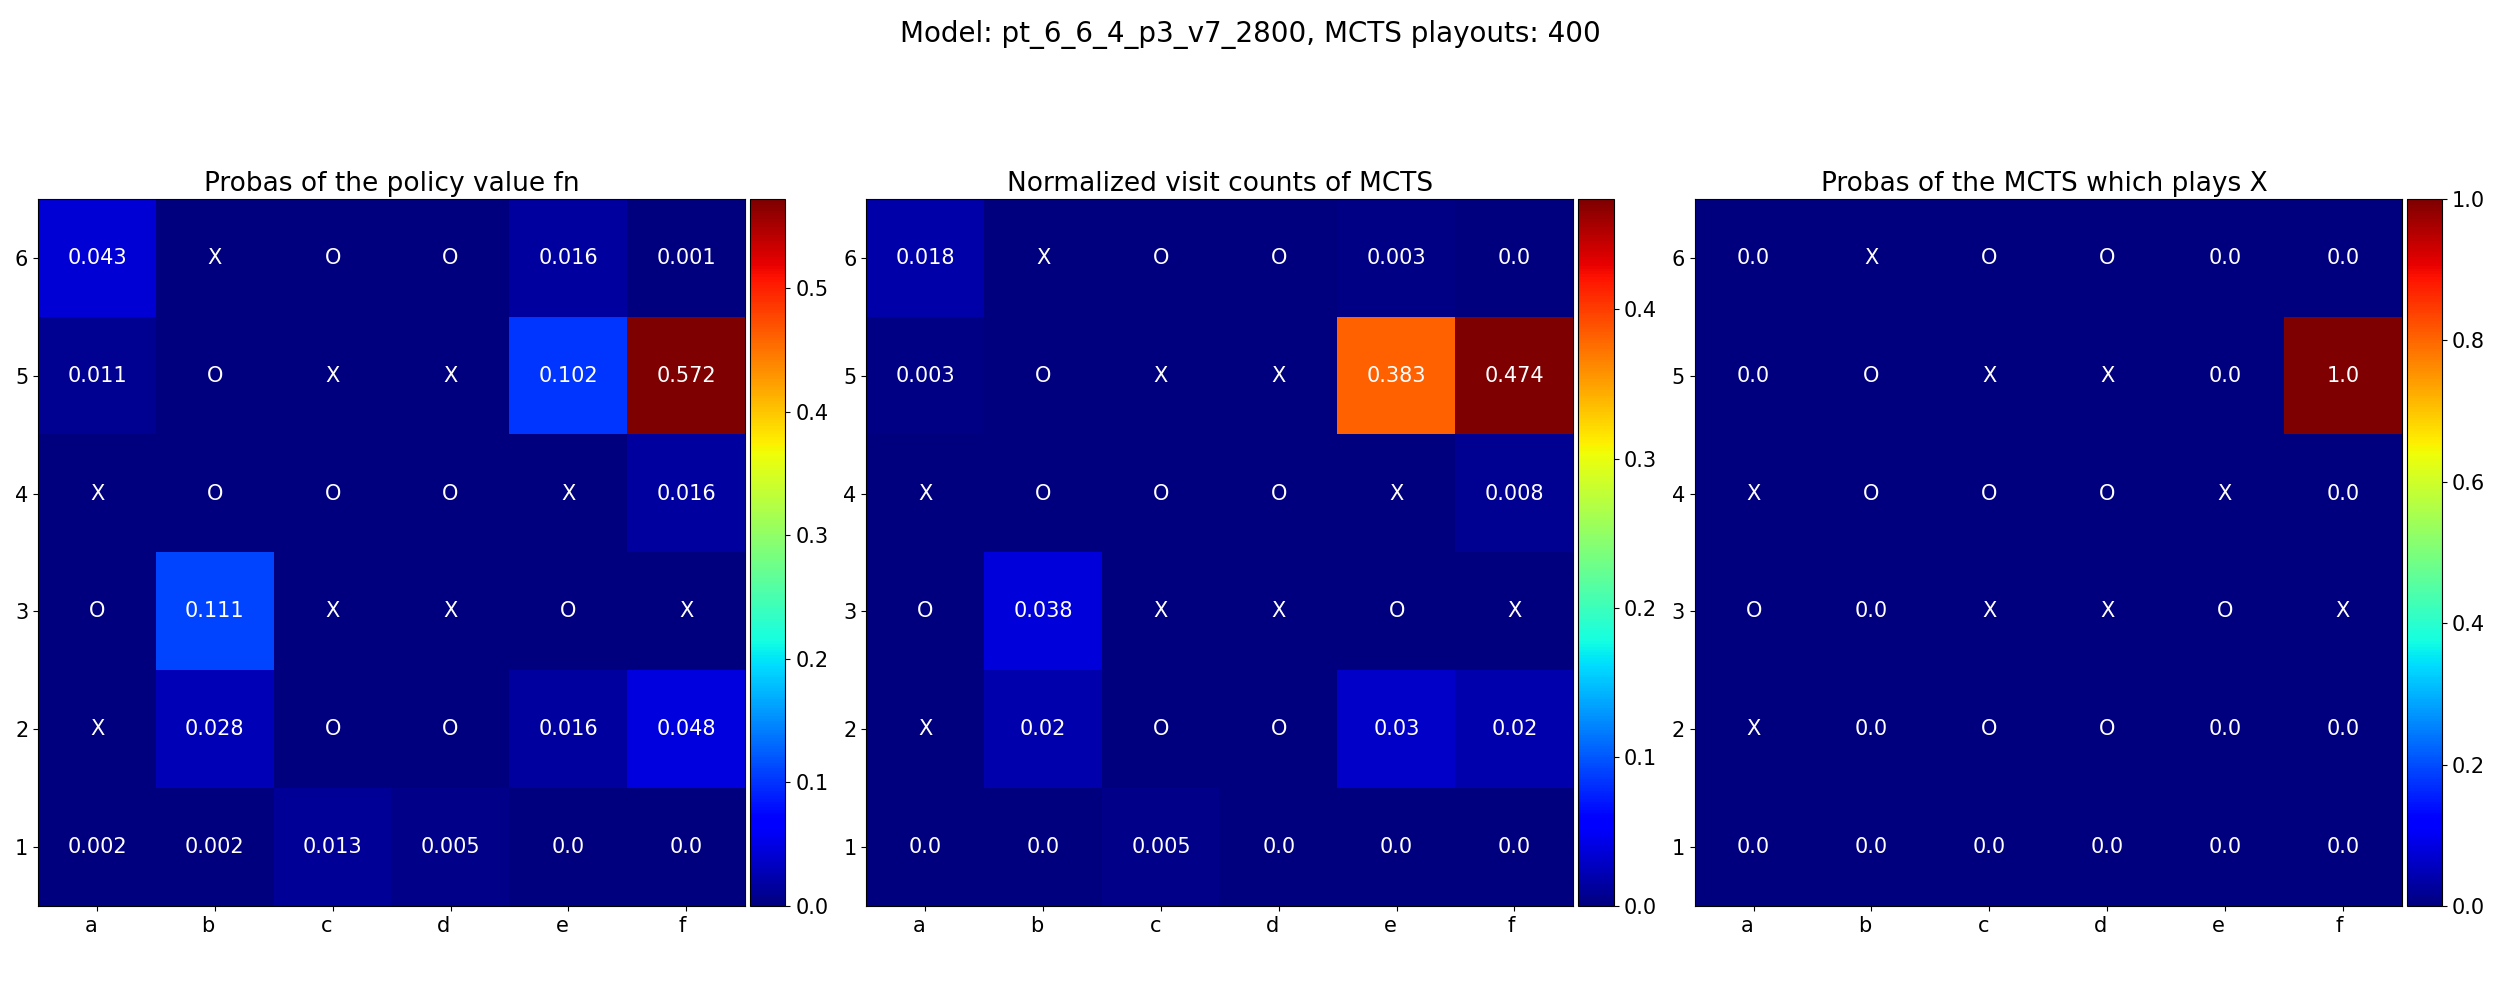 Model: pt_6_6_4_p3_v7_2800, MCTS playouts: 400
Probas of the policy value fn
6 0.043 X O O 0.016 0.001
5 0.011 O X X 0.102 0.572
4 X O O O X 0.016
3 O 0.111 X X O X
2 X 0.028 O O 0.016 0.048
1 0.002 0.002 0.013 0.005 0.0 0.0
a b c d e f
0.5
0.4
0.3
0.2
0.1
0.0
Normalized visit counts of MCTS
6 0.018 X O O 0.003 0.0
5 0.003 O X X 0.383 0.474
4 X O O O X 0.008
3 O 0.038 X X O X
2 X 0.02 O O 0.03 0.02
1 0.0 0.0 0.005 0.0 0.0 0.0
a b c d e f
0.4
0.3
0.2
0.1
0.0
Probas of the MCTS which plays X
6 0.0 X O O 0.0 0.0
5 0.0 O X X 0.0 1.0
4 X O O O X 0.0
3 O 0.0 X X O X
2 X 0.0 O O 0.0 0.0
1 0.0 0.0 0.0 0.0 0.0 0.0
a b c d e f
1.0
0.8
0.6
0.4
0.2
0.0